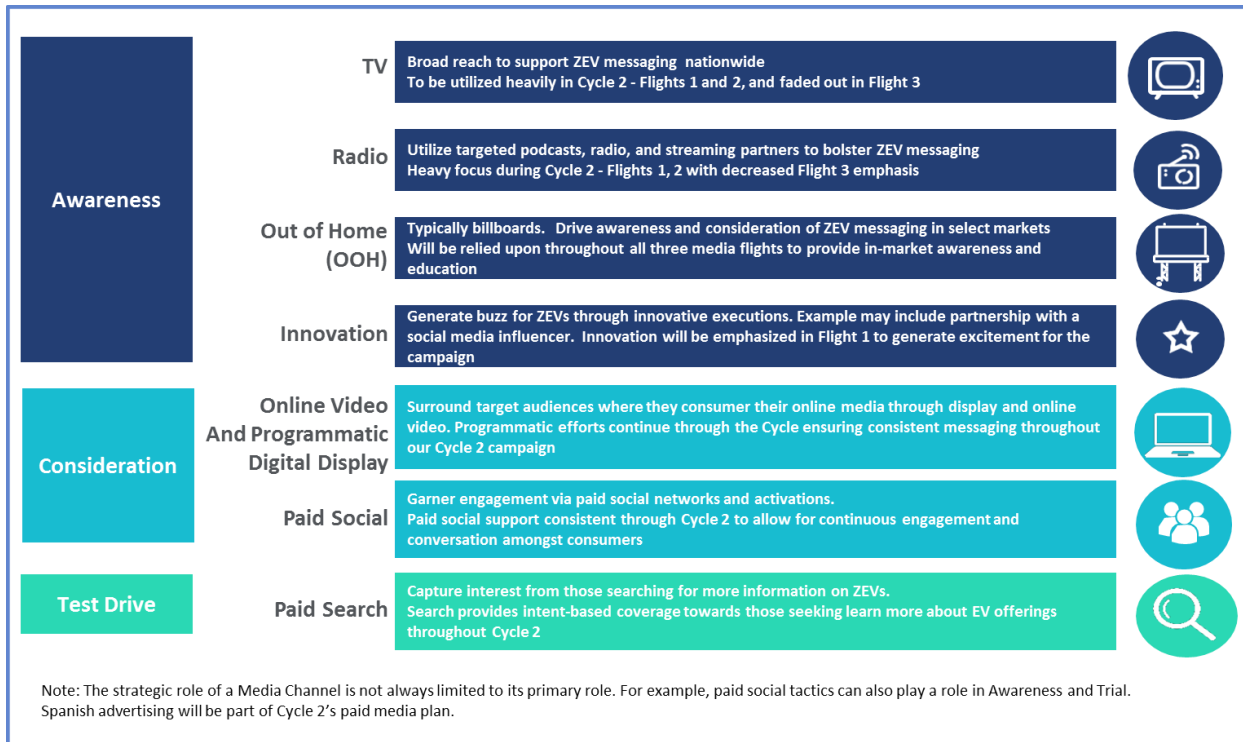 Awareness
TV
Broad reach to support ZEV messaging nationwide
To be utilized heavily in Cycle 2 - Flights 1 and 2, and faded out in Flight 3
Radio
Utilize targeted podcasts, radio, and streaming partners to bolster ZEV messaging
Heavy focus during Cycle 2 - Flights 1, 2 with decreased Flight 3 emphasis
Out of Home
(OOH)
Typically billboards. Drive awareness and consideration of ZEV messaging in select markets
Will be relied upon throughout all three media flights to provide in-market awareness and
education
Innovation
Generate buzz for ZEVs through innovative executions. Example may include partnership with a
social media influencer. Innovation will be emphasized in Flight 1 to generate excitement for the
campaign
Consideration
Online Video
And Programmatic
Digital Display
Surround target audiences where they consumer their online media through display and online
video. Programmatic efforts continue through the Cycle ensuring consistent messaging throughout
our Cycle 2 campaign
Paid Social
Garner engagement via paid social networks and activations.
Paid social support consistent through Cycle 2 to allow for continuous engagement and
conversation amongst consumers
Test Drive
Paid Search
Capture interest from those searching for more information on ZEVs.
Search provides intent-based coverage towards those seeking learn more about EV offerings
throughout Cycle 2
Note: The strategic role of a Media Channel is not always limited to its primary role. For example, paid social tactics can also play a role in Awareness and Trial.
Spanish advertising will be part of Cycle 2's paid media plan.